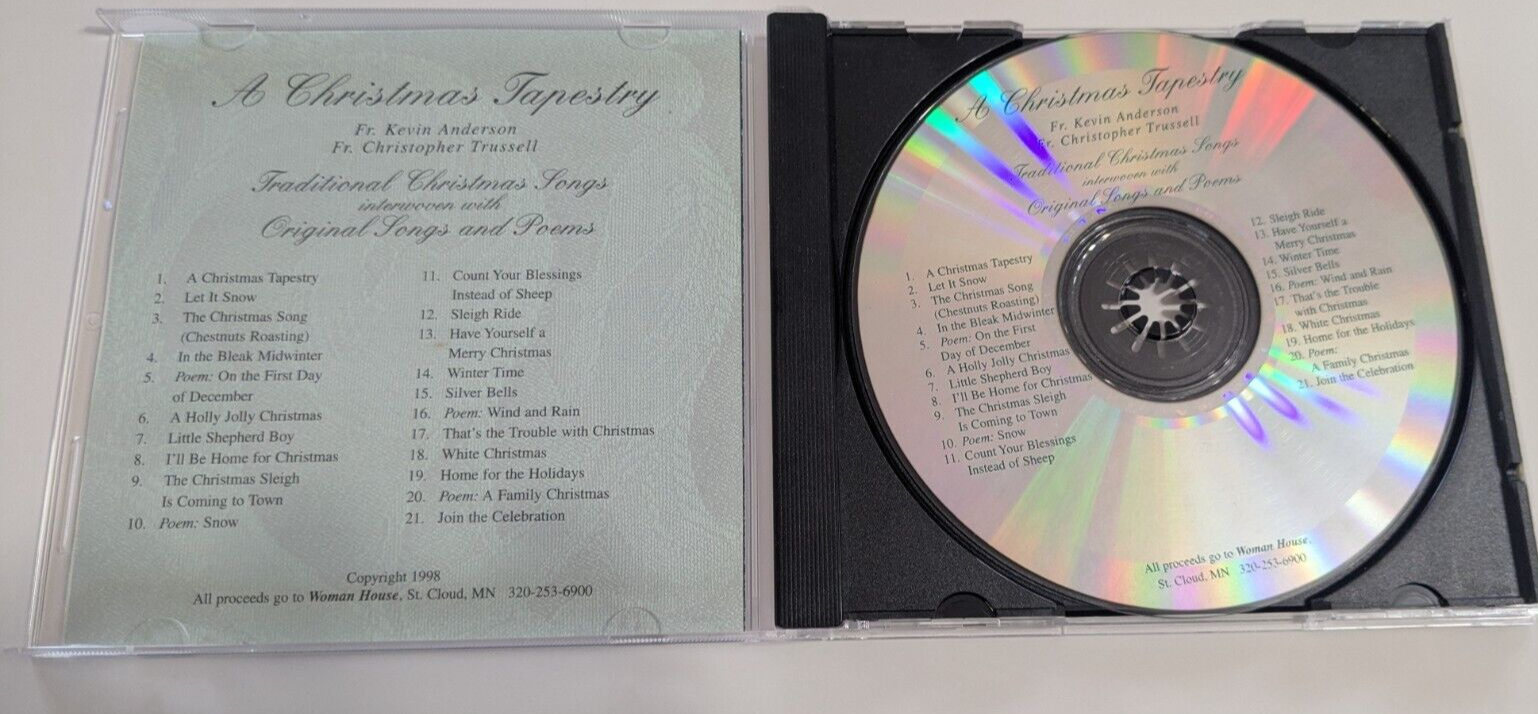 A Christmas Tapestry
Fr. Kevin Anderson
Fr. Christopher Trussell
Traditional Christmas Songs
interwoven with
Original Songs and Poems
1. A Christmas Tapestry
2. Let It Snow
3. The Christmas Song
(Chestnuts Roasting)
4. In the Bleak Midwinter
5. Poem: On the First Day
of December
6. A Holly Jolly Christmas
7. Little Shepherd Boy
8. I'll Be Home for Christmas
9. The Christmas Sleigh
Is Coming to Town
10. Poem: Snow
11. Count Your Blessings
Instead of Sheep
12. Sleigh Ride
13. Have Yourself a
Merry Christmas
14. Winter Time
15. Silver Bells
16. Poem: Wind and Rain
17. That's the Trouble with Christmas
18. White Christmas
19. Home for the Holidays
20. Poem: A Family Christmas
21. Join the Celebration
Copyright 1998
All proceeds go to Woman House, St. Cloud, MN 320-253-6900
A Christmas Tapestry
Fr. Kevin Anderson
Fr. Christopher Trussell
Traditional Christmas Songs
interwoven with
Original Songs and Poems
1. A Christmas Tapestry
2. Let It Snow
3. The Christmas Song
(Chestnuts Roasting)
4. In the Bleak Midwinter
5. Poem: On the First
Day of December
6. A Holly Jolly Christmas
7. Little Shepherd Boy
8. I'll Be Home for Christmas
9. The Christmas Sleigh
Is Coming to Town
10. Poem: Snow
11. Count Your Blessings
Instead of Sheep
12. Sleigh Ride
13. Have Yourself a
Merry Christmas
14. Winter Time
15. Silver Bells
16. Poem: Wind and Rain
17. That's the Trouble
with Christmas
18. White Christmas
19. Home for the Holidays
20. Poem:
A Family Christmas
21. Join the Celebration
All proceeds go to Woman House,
St. Cloud, MN 320-253-6900